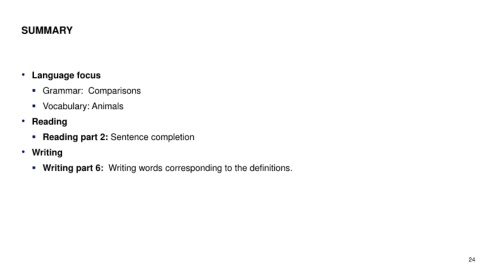 SUMMARY
• Language focus
▪ Grammar: Comparisons
▪ Vocabulary: Animals
• Reading
▪ Reading part 2: Sentence completion
• Writing
▪ Writing part 6: Writing words corresponding to the definitions.
24